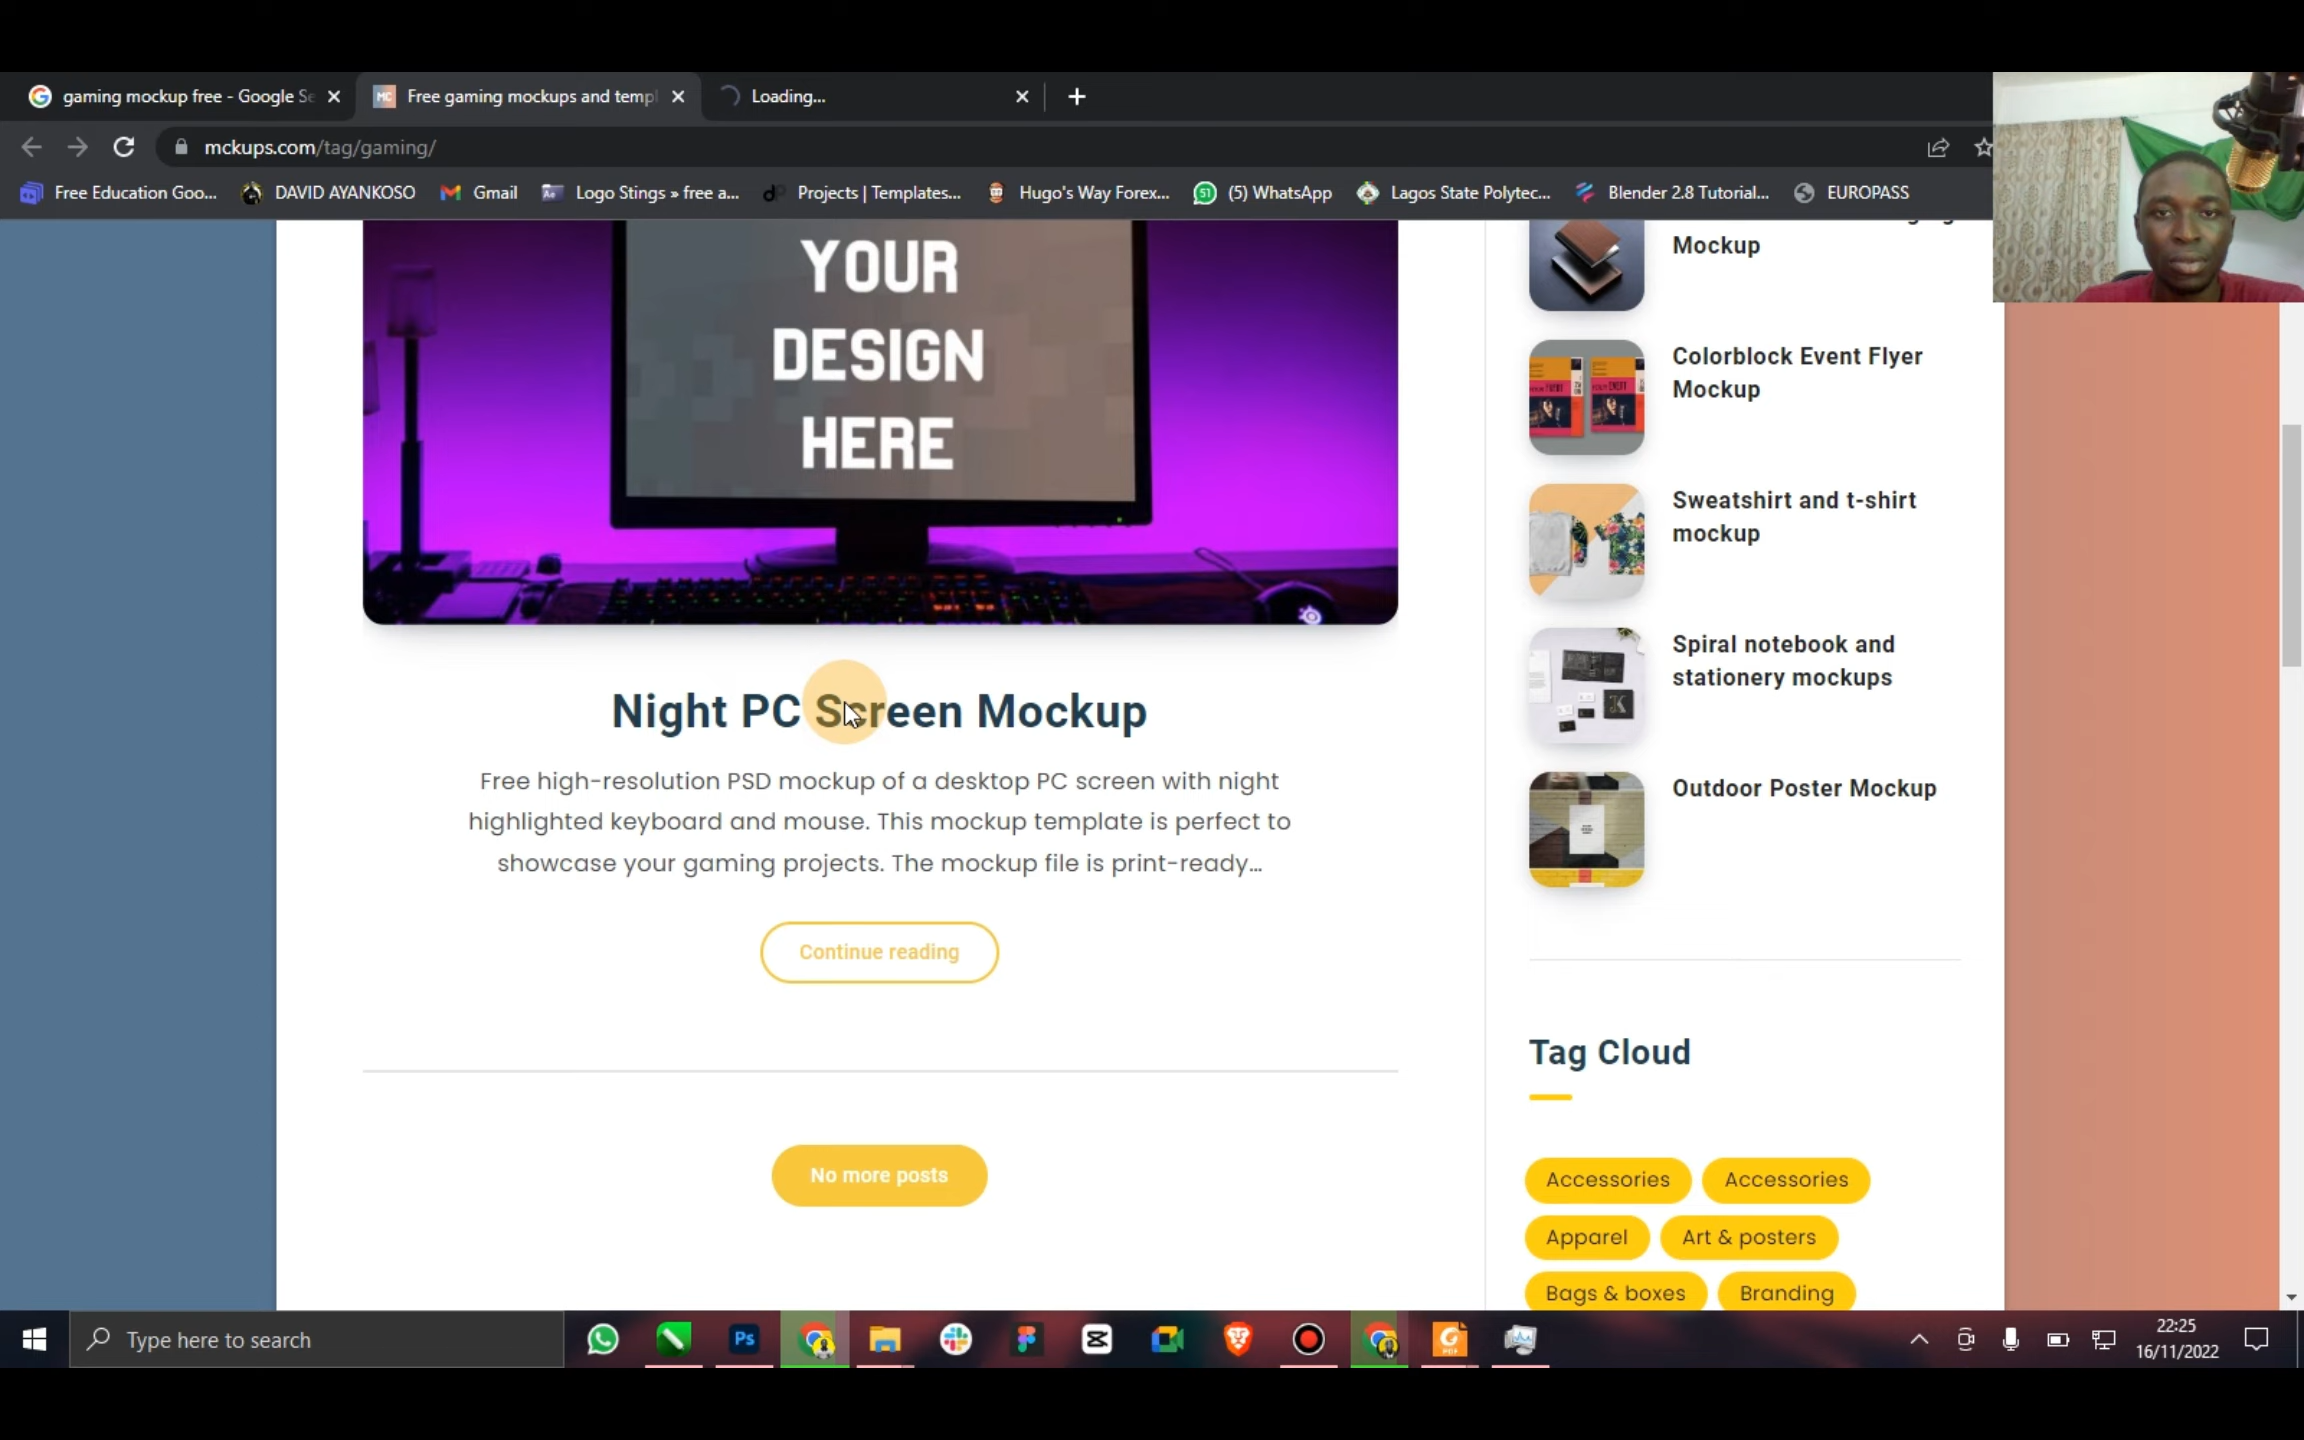 gaming mockup free - Google Se
Free gaming mockups and templ
Loading...
mckups.com/tag/gaming/
Free Education Goo...
DAVID AYANKOSO
Gmail
Logo Stings » free a...
Projects | Templates...
Hugo's Way Forex...
(5) WhatsApp
Lagos State Polytec...
Blender 2.8 Tutorial...
EUROPASS
YOUR
DESIGN
HERE
Night PC Screen Mockup
Free high-resolution PSD mockup of a desktop PC screen with night
highlighted keyboard and mouse. This mockup template is perfect to
showcase your gaming projects. The mockup file is print-ready...
Continue reading
No more posts
Mockup
Colorblock Event Flyer
Mockup
Sweatshirt and t-shirt
mockup
Spiral notebook and
stationery mockups
Outdoor Poster Mockup
Tag Cloud
Accessories
Accessories
Apparel
Art & posters
Bags & boxes
Branding
Type here to search
22:25
16/11/2022